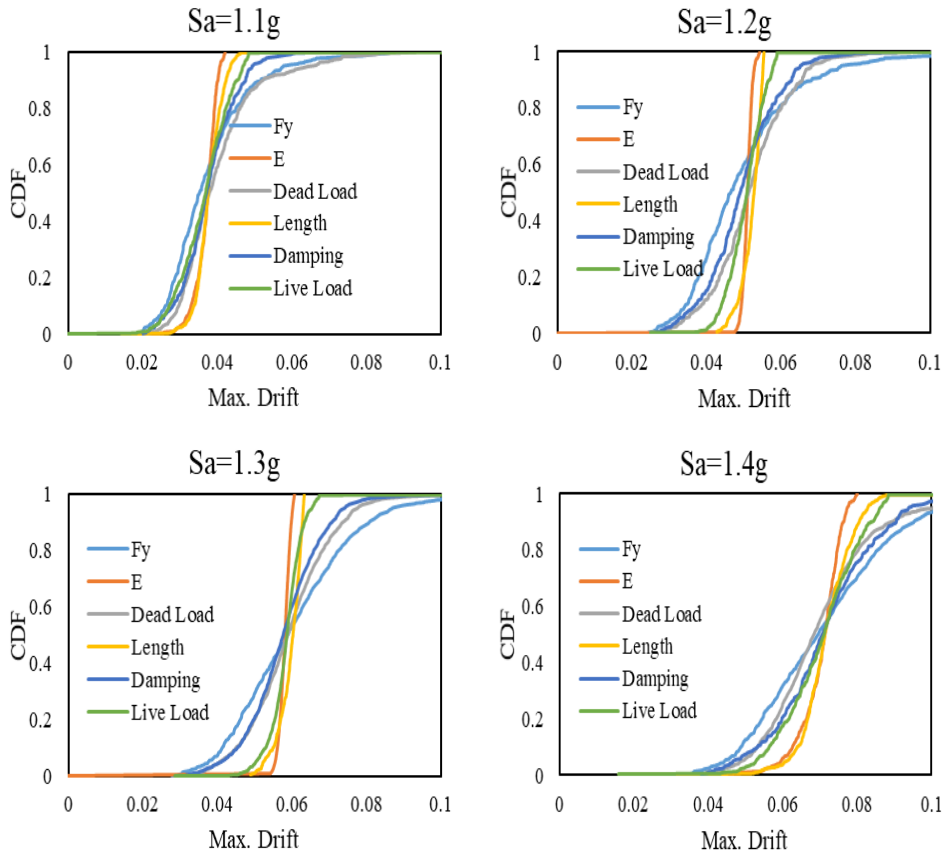 Sa=1.1g
CDF
1
0.8
0.6
0.4
0.2
0
Fy
E
Dead Load
Length
Damping
Live Load
0 0.02 0.04 0.06 0.08 0.1
Max. Drift
Sa=1.2g
CDF
1
0.8
0.6
0.4
0.2
0
Fy
E
Dead Load
Length
Damping
Live Load
0 0.02 0.04 0.06 0.08 0.1
Max. Drift
Sa=1.3g
CDF
1
0.8
0.6
0.4
0.2
0
Fy
E
Dead Load
Length
Damping
Live Load
0 0.02 0.04 0.06 0.08 0.1
Max. Drift
Sa=1.4g
CDF
1
0.8
0.6
0.4
0.2
0
Fy
E
Dead Load
Length
Damping
Live Load
0 0.02 0.04 0.06 0.08 0.1
Max. Drift